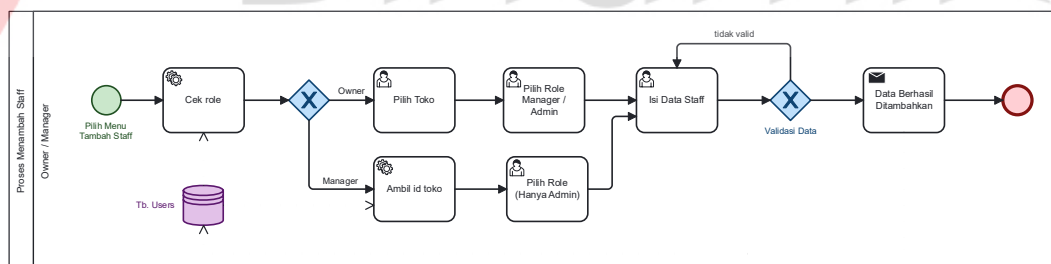 Proses Menambah Staff
Owner / Manager
Pilih Menu
Tambah Staff
Cek role
Owner
Pilih Toko
Pilih Role
Manager /
Admin
tidak valid
Isi Data Staff
Validasi Data
Data Berhasil
Ditambahkan
Manager
Ambil id toko
Pilih Role
(Hanya Admin)
Tb. Users